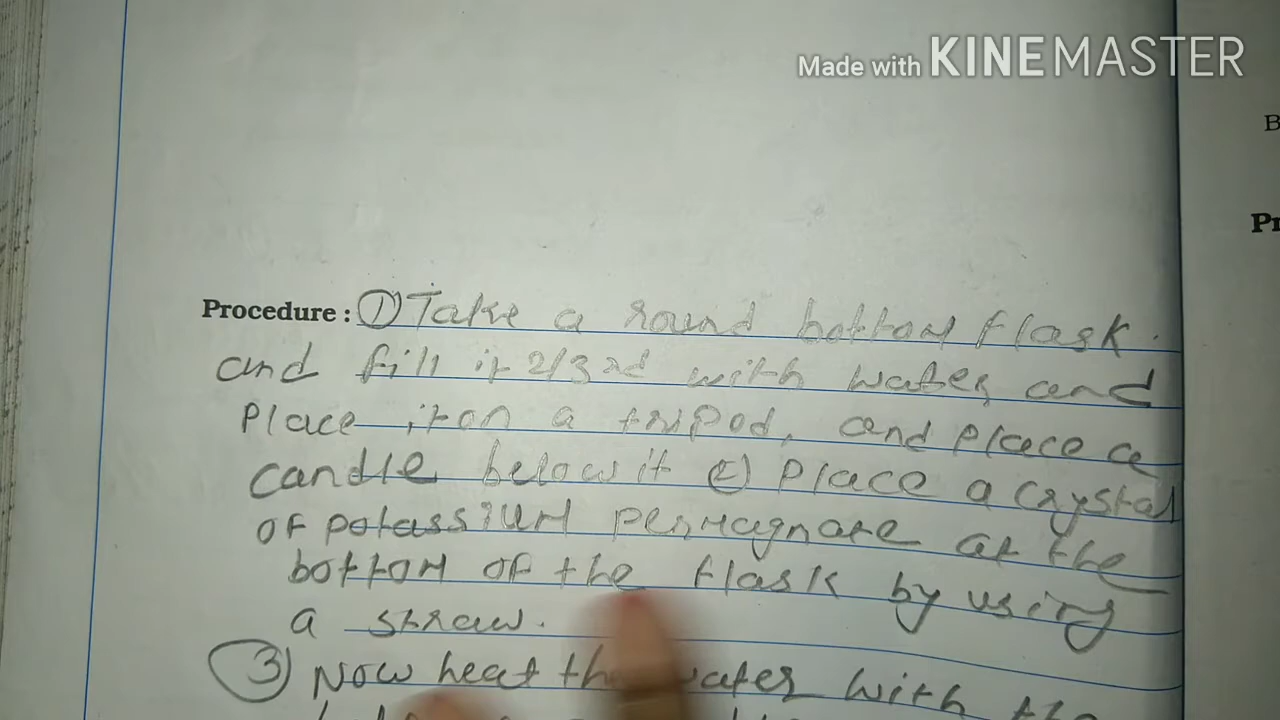 Made with KINEMASTER
B
Pr
Procedure : ① Take a round bottom flask.
and fill it 2/3rd with water and
Place it on a tripod, and place a
candle below it ② Place a crystal
of potassium permagnate at the
bottom of the flask by using
a straw.
③ Now heat the water with the